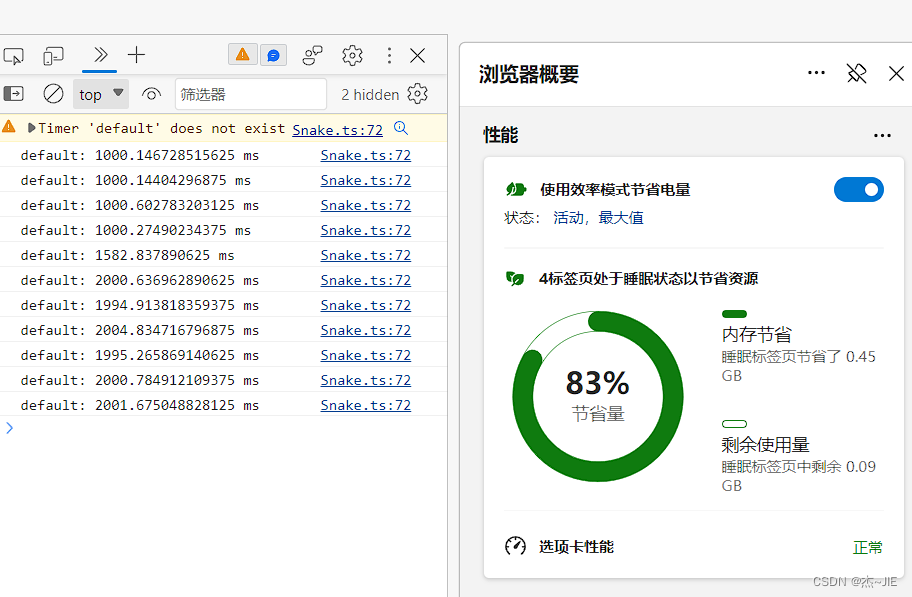 top
筛选器
2 hidden
Timer 'default' does not exist Snake.ts:72
default: 1000.146728515625 ms Snake.ts:72
default: 1000.14404296875 ms Snake.ts:72
default: 1000.602783203125 ms Snake.ts:72
default: 1000.27490234375 ms Snake.ts:72
default: 1582.837890625 ms Snake.ts:72
default: 2000.636962890625 ms Snake.ts:72
default: 1994.913818359375 ms Snake.ts:72
default: 2004.834716796875 ms Snake.ts:72
default: 1995.265869140625 ms Snake.ts:72
default: 2000.784912109375 ms Snake.ts:72
default: 2001.675048828125 ms Snake.ts:72
浏览器概要
性能
使用效率模式节省电量
状态： 活动，最大值
4标签页处于睡眠状态以节省资源
83%
节省量
内存节省
睡眠标签页节省了 0.45
GB
剩余使用量
睡眠标签页中剩余 0.09
GB
选项卡性能
正常
CSDN @杰~JIE